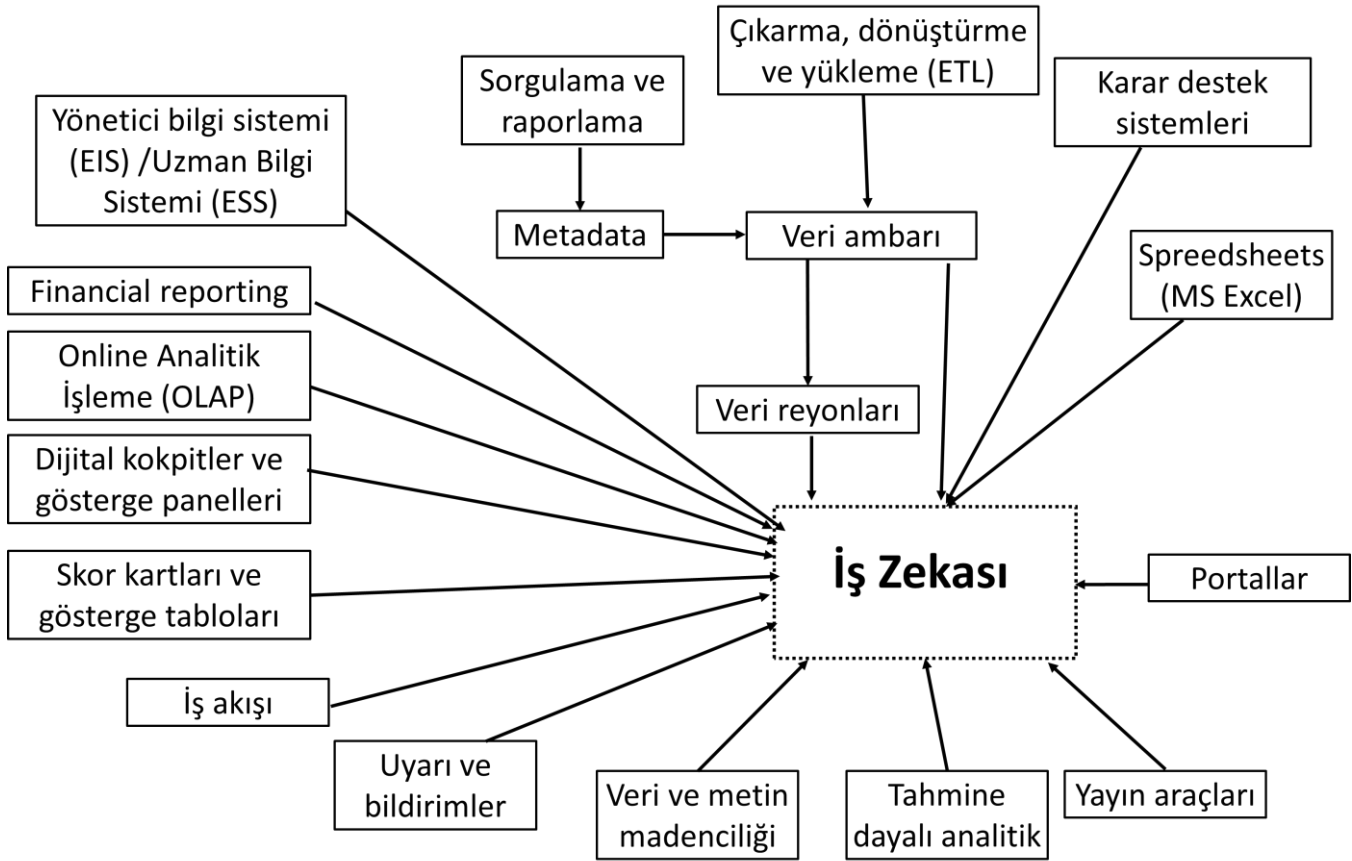 Çıkarma, dönüştürme
ve yükleme (ETL)
Sorgulama ve
raporlama
Karar destek
sistemleri
Yönetici bilgi sistemi
(EIS) /Uzman Bilgi
Sistemi (ESS)
Metadata
Veri ambarı
Spreedsheets
(MS Excel)
Financial reporting
Online Analitik
İşleme (OLAP)
Veri reyonları
Dijital kokpitler ve
gösterge panelleri
İş Zekası
Skor kartları ve
gösterge tabloları
Portallar
İş akışı
Uyarı ve
bildirimler
Veri ve metin
madenciliği
Tahmine
dayalı analitik
Yayın araçları